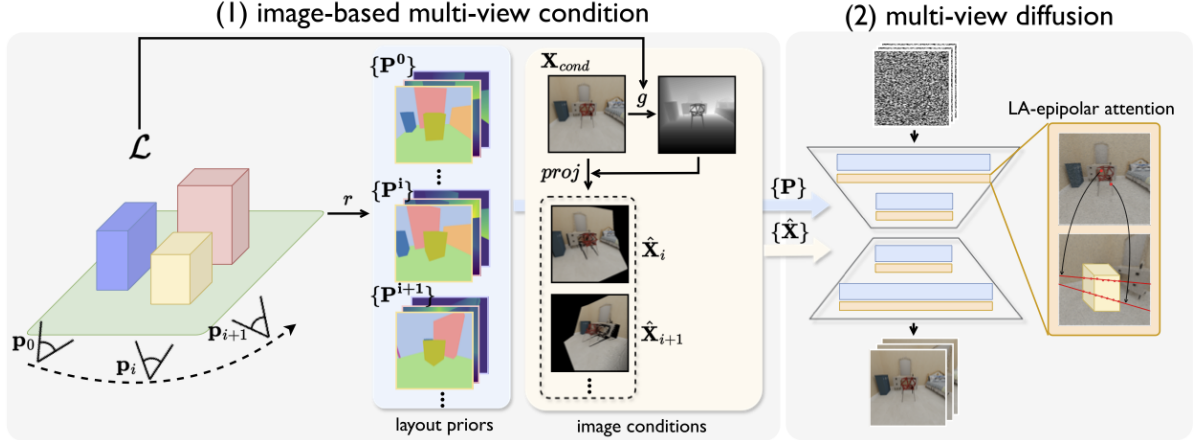 (1) image-based multi-view condition
(2) multi-view diffusion
𝓛
r
p₀
pᵢ
pᵢ₊₁
{P⁰}
{Pⁱ}
{Pⁱ⁺¹}
layout priors
X_cond
g
proj
X̂ᵢ
X̂ᵢ₊₁
image conditions
{P}
{X̂}
LA-epipolar attention